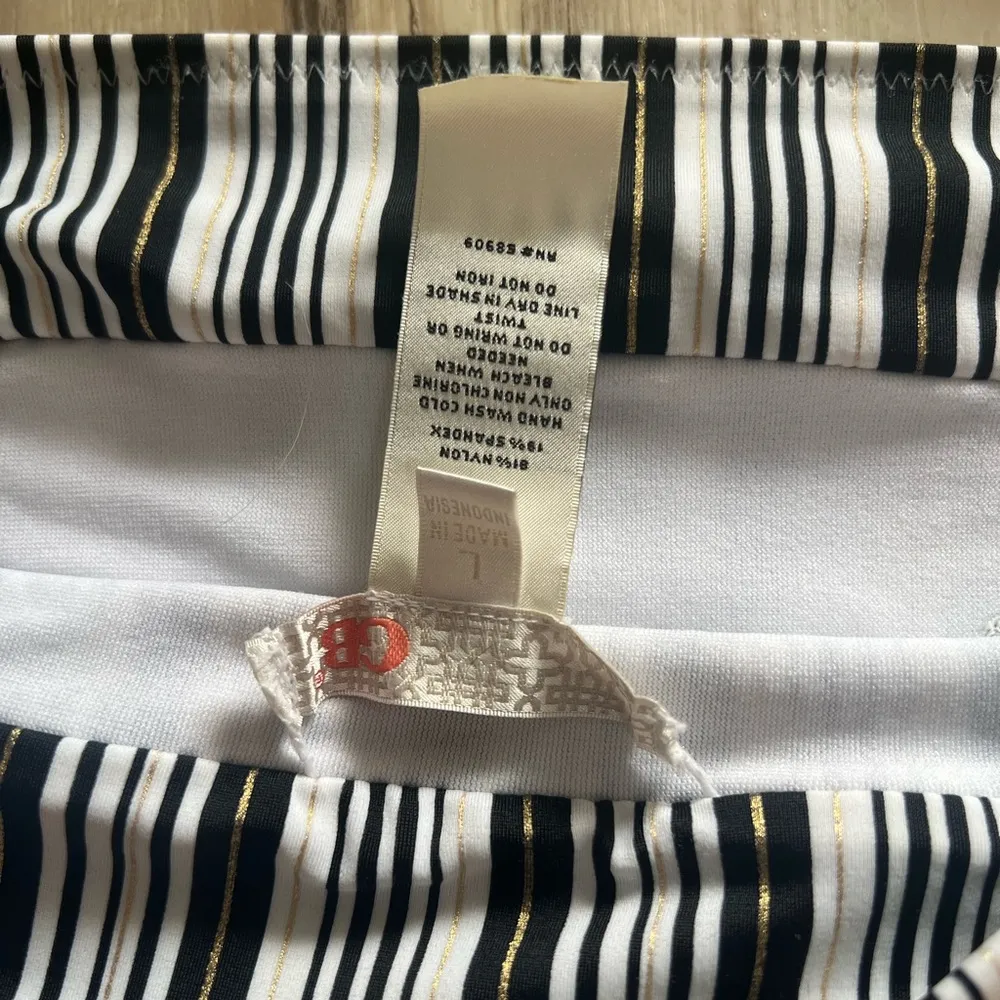 L
MADE IN
INDONESIA
81% NYLON
19% SPANDEX
HAND WASH COLD
ONLY NON CHLORINE
BLEACH WHEN
NEEDED
DO NOT WRING OR
TWIST
LINE DRY IN SHADE
DO NOT IRON
RN# 58909